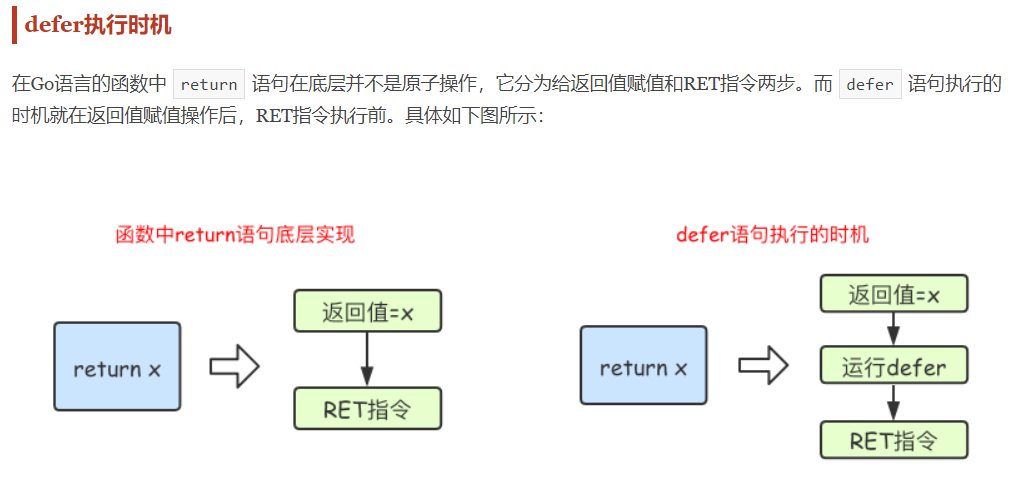 defer执行时机
在Go语言的函数中 return 语句在底层并不是原子操作，它分为给返回值赋值和RET指令两步。而 defer 语句执行的
时机就在返回值赋值操作后，RET指令执行前。具体如下图所示：
函数中return语句底层实现
defer语句执行的时机
return x
返回值=x
RET指令
return x
返回值=x
运行defer
RET指令